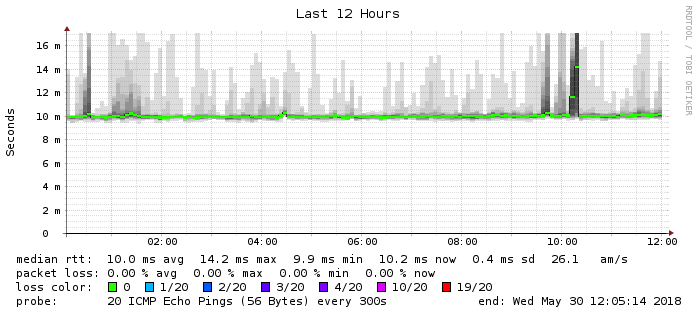 Last 12 Hours
RRDTOOL / TOBI OETIKER
Seconds
16 m
14 m
12 m
10 m
8 m
6 m
4 m
2 m
0
02:00 04:00 06:00 08:00 10:00 12:00
median rtt: 10.0 ms avg 14.2 ms max 9.9 ms min 10.2 ms now 0.4 ms sd 26.1 am/s
packet loss: 0.00 % avg 0.00 % max 0.00 % min 0.00 % now
loss color: 0 1/20 2/20 3/20 4/20 10/20 19/20
probe: 20 ICMP Echo Pings (56 Bytes) every 300s end: Wed May 30 12:05:14 2018